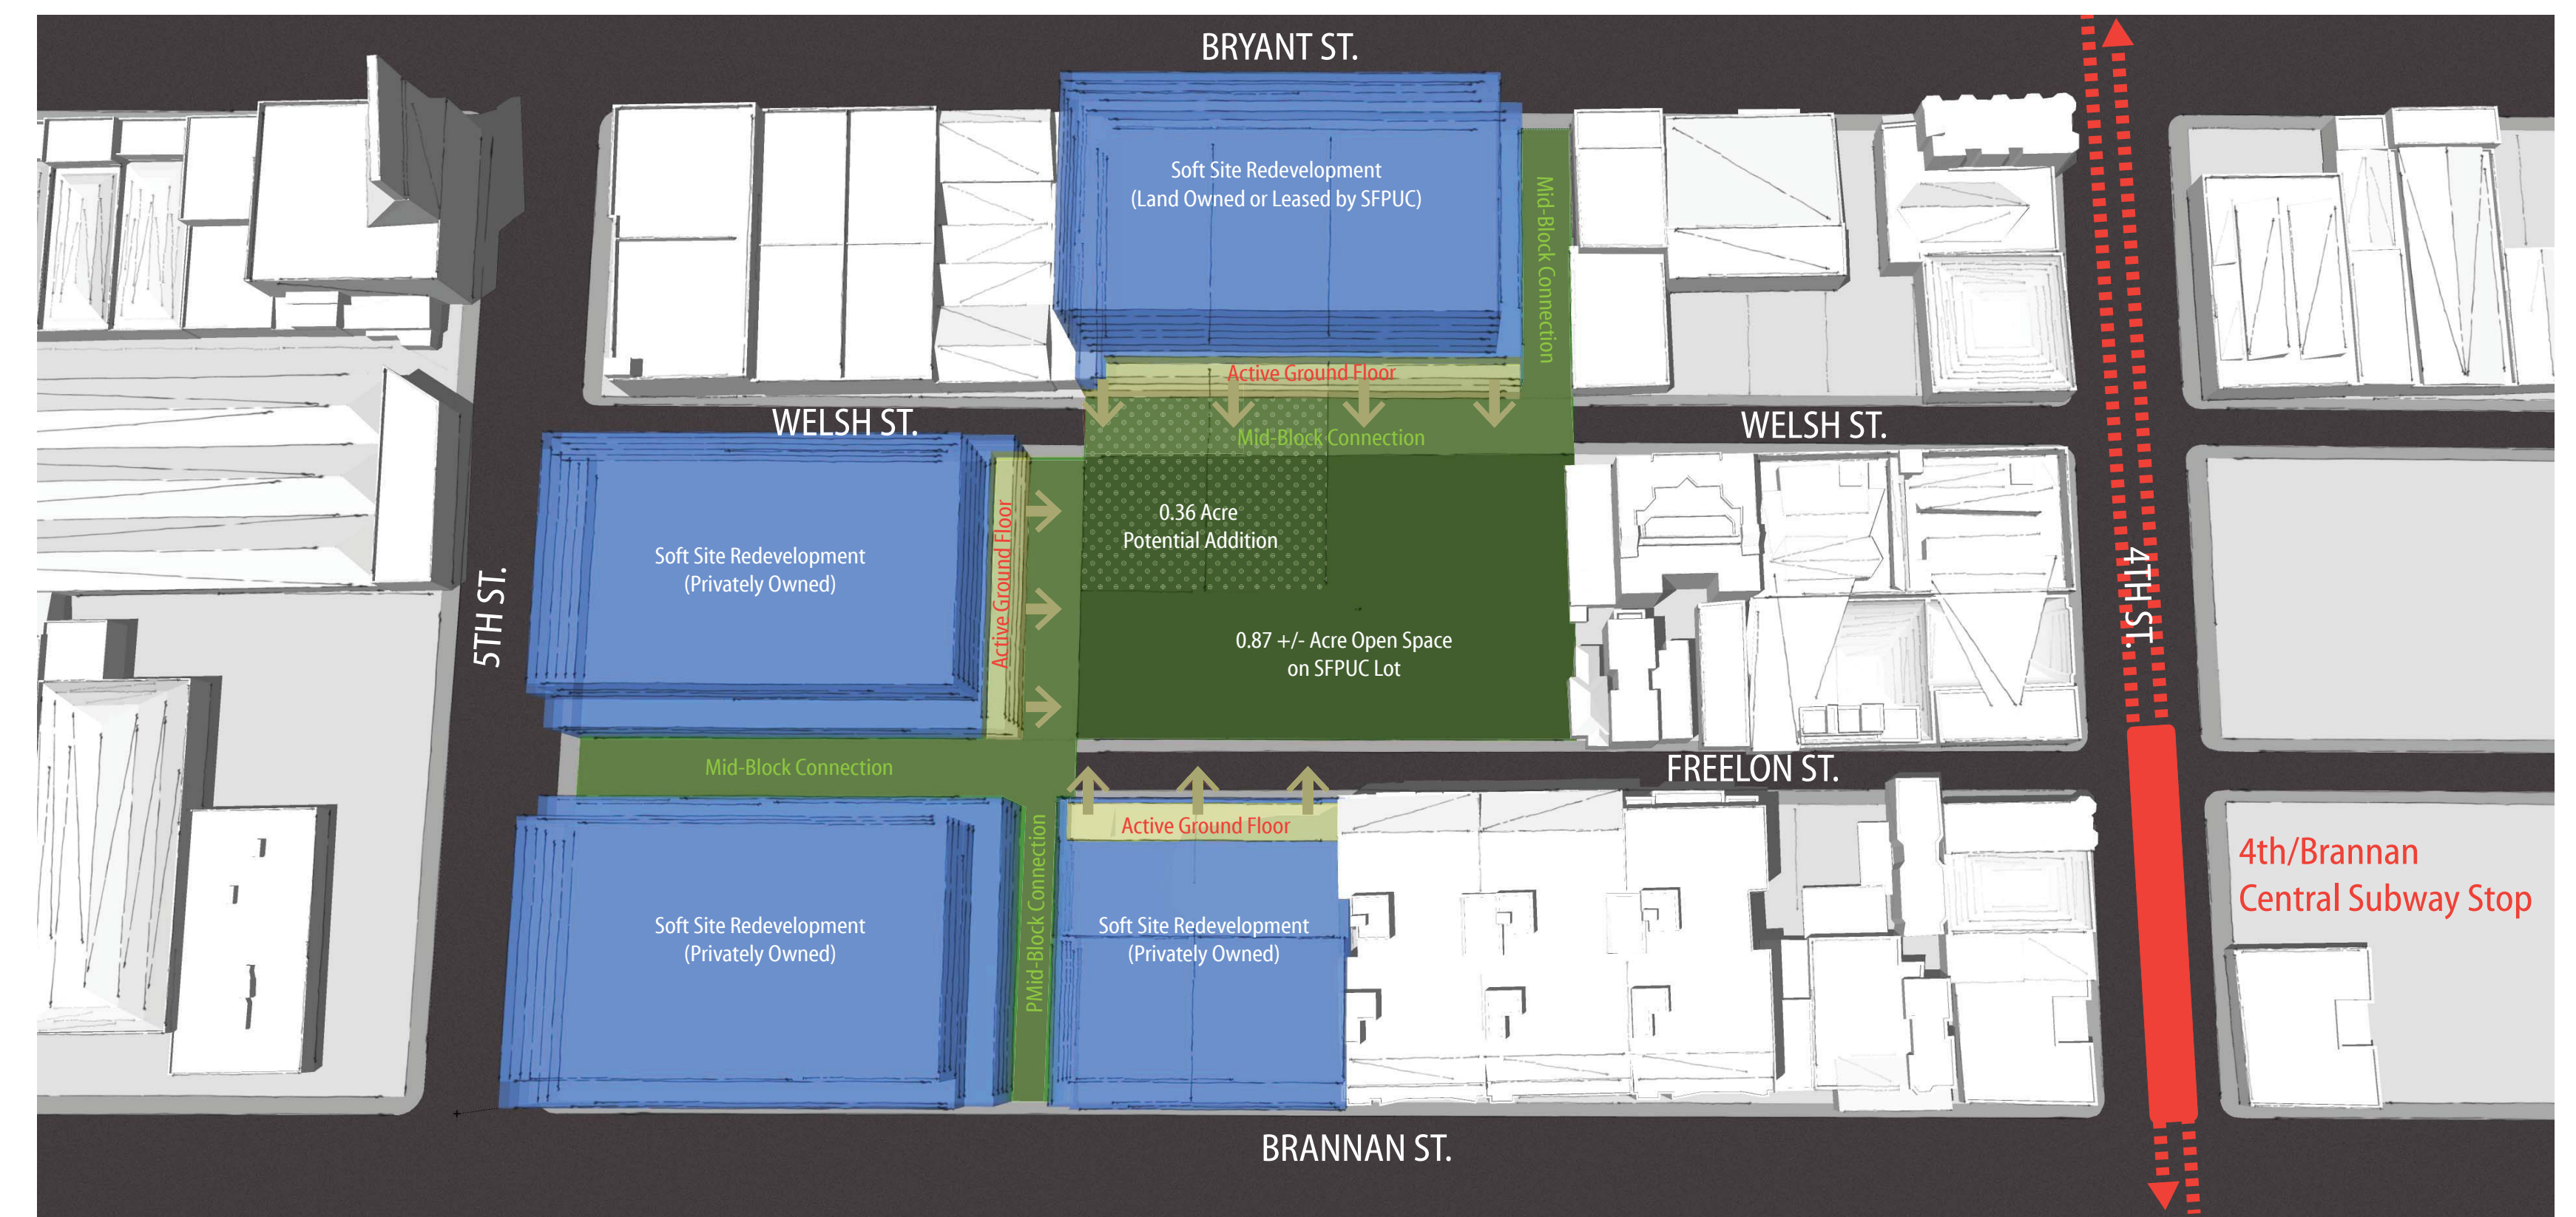 BRYANT ST.
Soft Site Redevelopment
(Land Owned or Leased by SFPUC)
Mid-Block Connection
Active Ground Floor
WELSH ST.
Mid-Block Connection
WELSH ST.
0.36 Acre
Potential Addition
Soft Site Redevelopment
(Privately Owned)
Active Ground Floor
5TH ST.
4TH ST.
0.87 +/- Acre Open Space
on SFPUC Lot
Mid-Block Connection
FREELON ST.
Active Ground Floor
PMid-Block Connection
4th/Brannan
Central Subway Stop
Soft Site Redevelopment
(Privately Owned)
Soft Site Redevelopment
(Privately Owned)
BRANNAN ST.